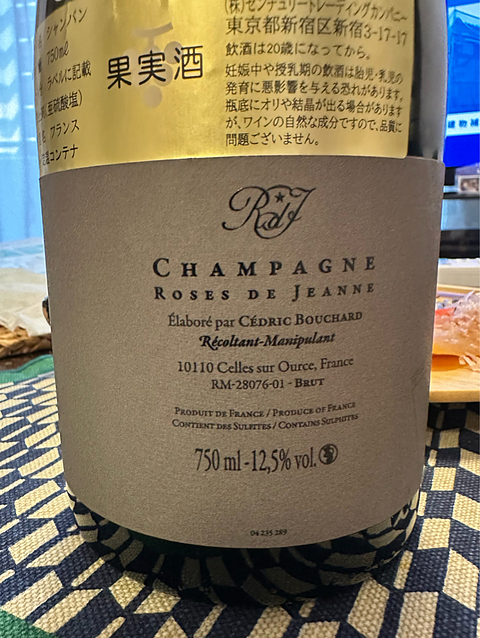 名 シャンパン
750mℓ
ラベルに記載
亜硫酸塩)
名 フランス
コンテナ
果実酒
(株)センチュリートレーディングカンパニー
東京都新宿区新宿3-17-17
飲酒は20歳になってから。
妊娠中や授乳期の飲酒は胎児・乳児の
発育に悪影響を与える恐れがあります。
瓶底にオリや結晶が出る場合があります
が、ワインの自然な成分ですので、品質に
問題ございません。
RdJ
CHAMPAGNE
ROSES DE JEANNE
Élaboré par CÉDRIC BOUCHARD
Récoltant-Manipulant
10110 Celles sur Ource, France
RM-28076-01 - BRUT
PRODUIT DE FRANCE / PRODUCE OF FRANCE
CONTIENT DES SULFITES / CONTAINS SULPHITES
750 ml - 12,5% vol.
04 235 289